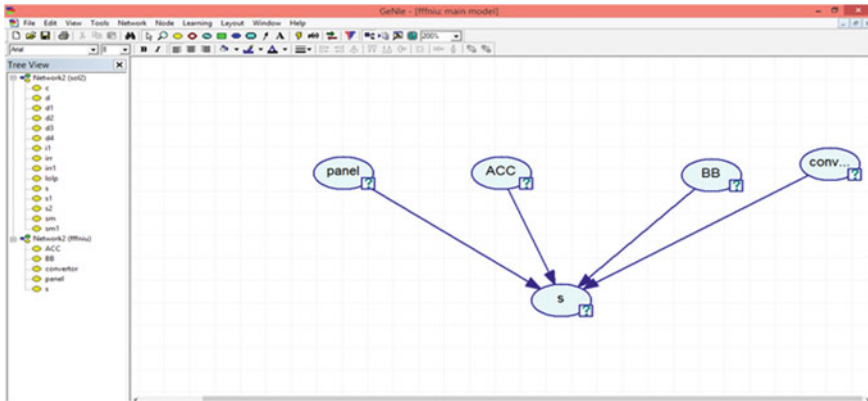 GeNIe - [fffniu: main model]
File Edit View Tools Network Node Learning Layout Window Help
200%
Arial 8 B I A
Tree View
Network2 (sol2)
c
d
d1
d2
d3
d4
i1
irr
irr1
lolp
s
s1
s2
sm
sm1
Network2 (fffniu)
ACC
BB
convertor
panel
s
panel
ACC
BB
conv...
s